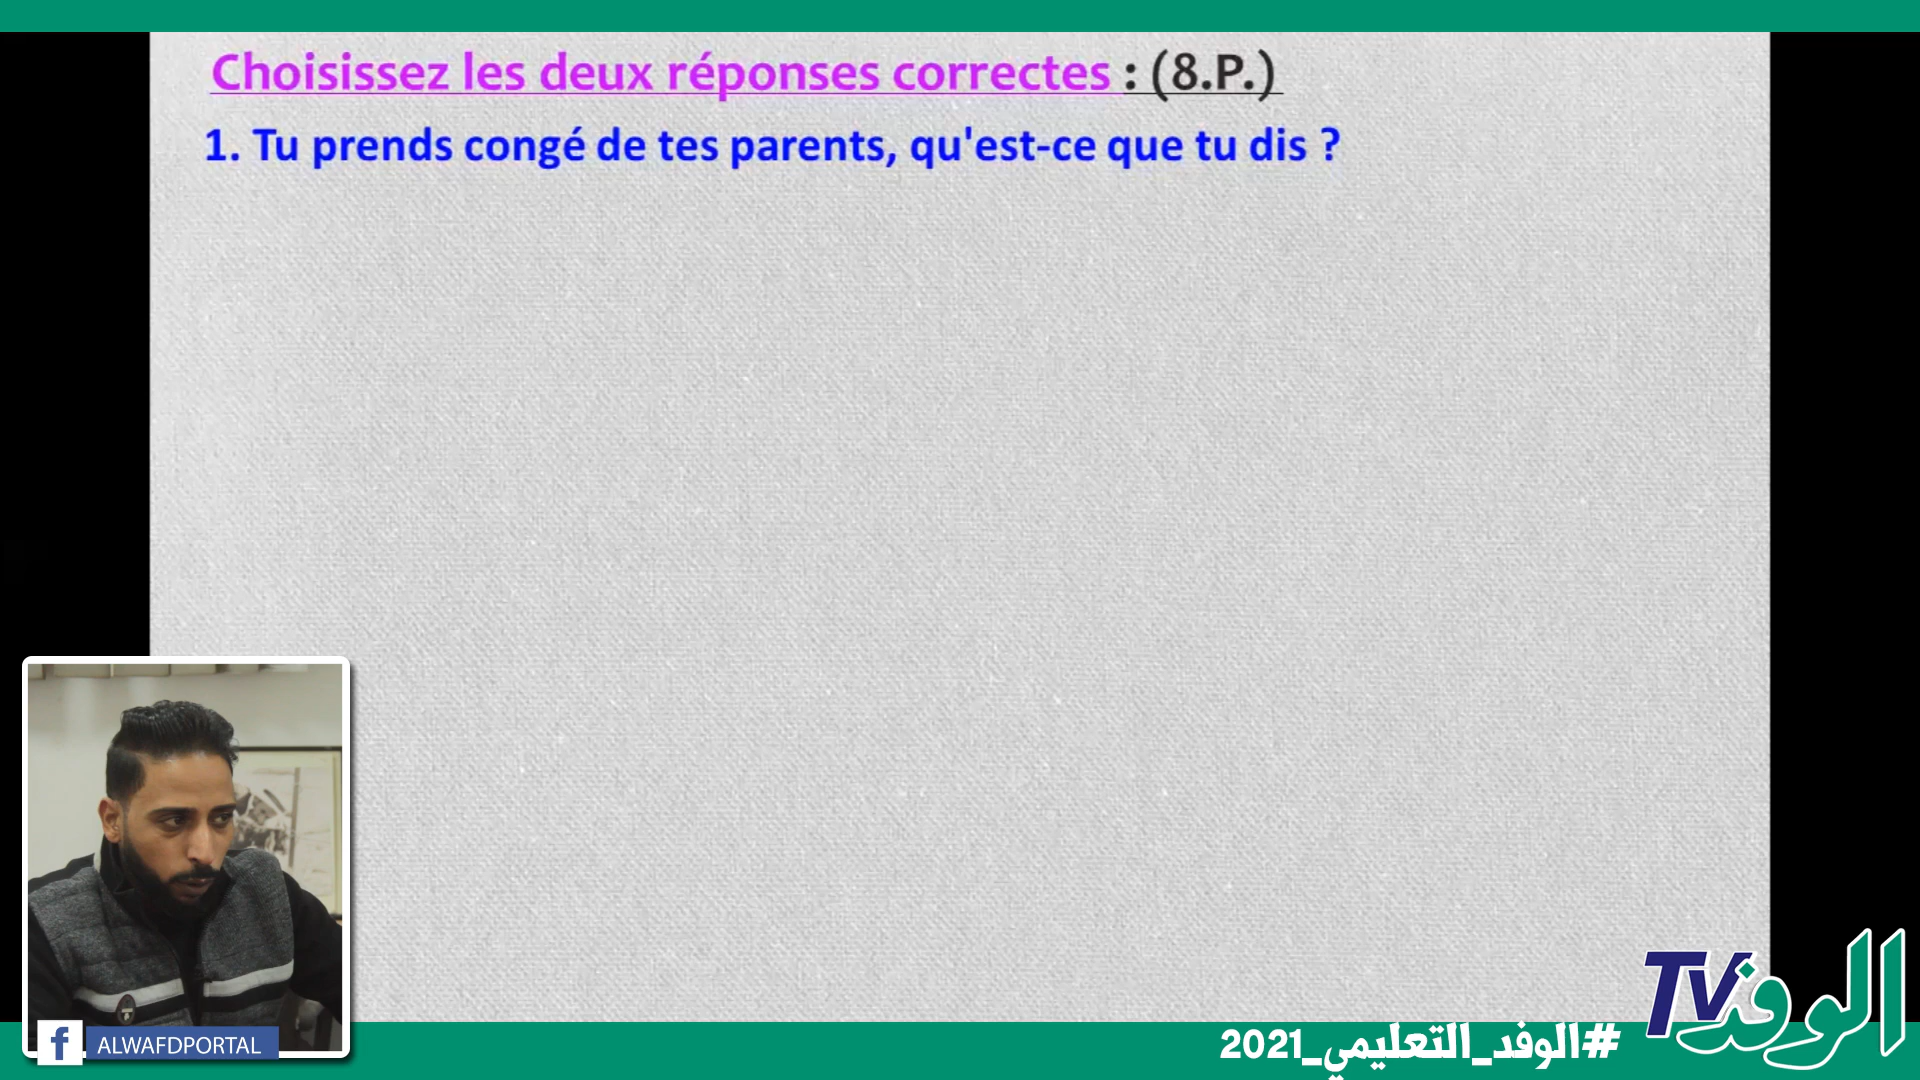 Choisissez les deux réponses correctes : (8.P.)
1. Tu prends congé de tes parents, qu'est-ce que tu dis ?
ALWAFDPORTAL
#الوفد_التعليمي_2021
الوفد TV